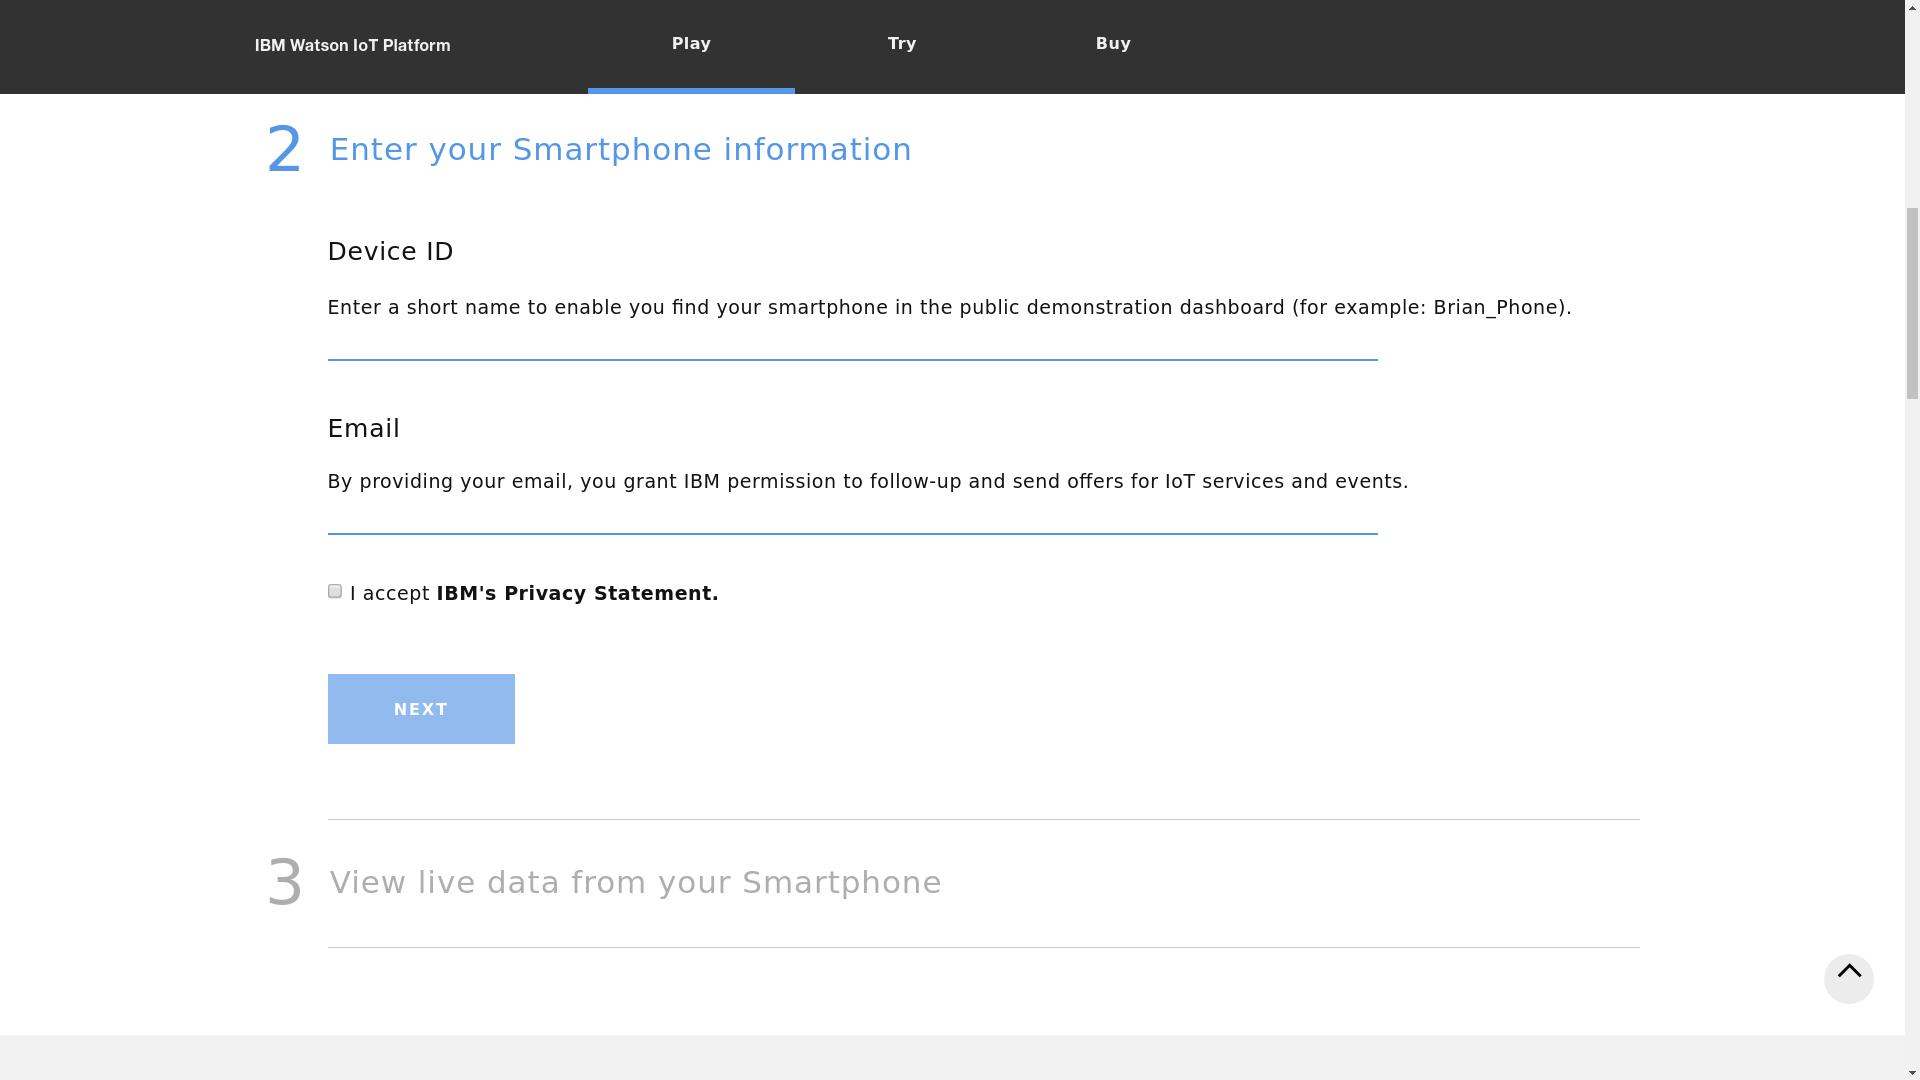 IBM Watson IoT Platform
Play
Try
Buy
2 Enter your Smartphone information
Device ID
Enter a short name to enable you find your smartphone in the public demonstration dashboard (for example: Brian_Phone).
Email
By providing your email, you grant IBM permission to follow-up and send offers for IoT services and events.
I accept IBM's Privacy Statement.
NEXT
3 View live data from your Smartphone